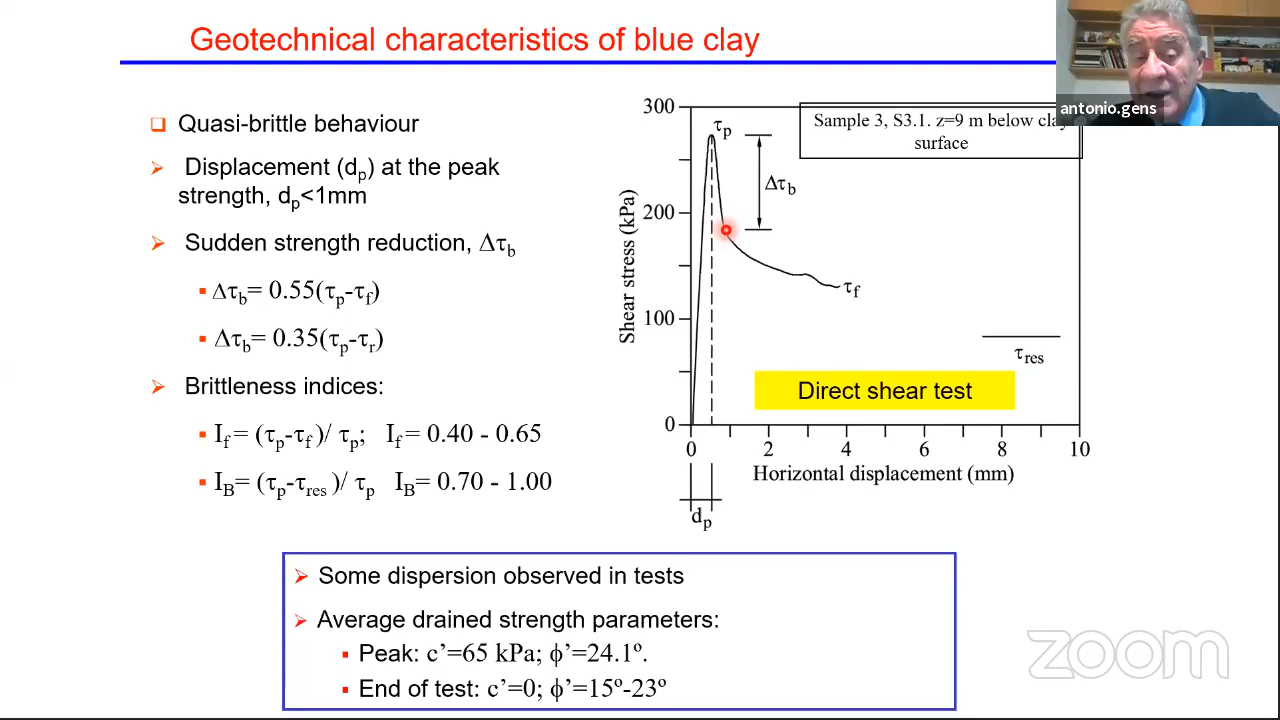 Geotechnical characteristics of blue clay
antonio.gens
Quasi-brittle behaviour
Displacement (dp) at the peak
strength, dp<1mm
Sudden strength reduction, Δτb
Δτb= 0.55(τp-τf)
Δτb= 0.35(τp-τr)
Brittleness indices:
If = (τp-τf )/ τp; If = 0.40 - 0.65
IB= (τp-τres )/ τp IB= 0.70 - 1.00
Sample 3, S3.1. z=9 m below clay
surface
τp
Δτb
τf
τres
Direct shear test
Shear stress (kPa)
300
200
100
0
0 2 4 6 8 10
Horizontal displacement (mm)
dp
Some dispersion observed in tests
Average drained strength parameters:
Peak: c’=65 kPa; ϕ’=24.1º.
End of test: c’=0; ϕ’=15º-23º
zoom